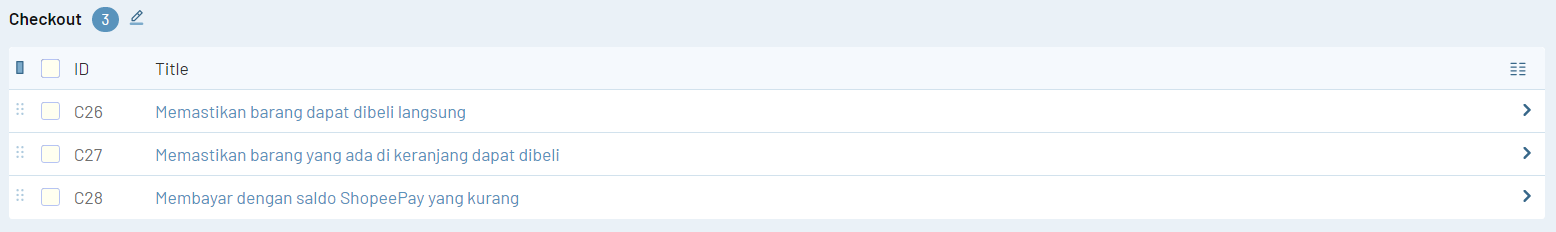 Checkout 3
ID Title
C26 Memastikan barang dapat dibeli langsung
C27 Memastikan barang yang ada di keranjang dapat dibeli
C28 Membayar dengan saldo ShopeePay yang kurang